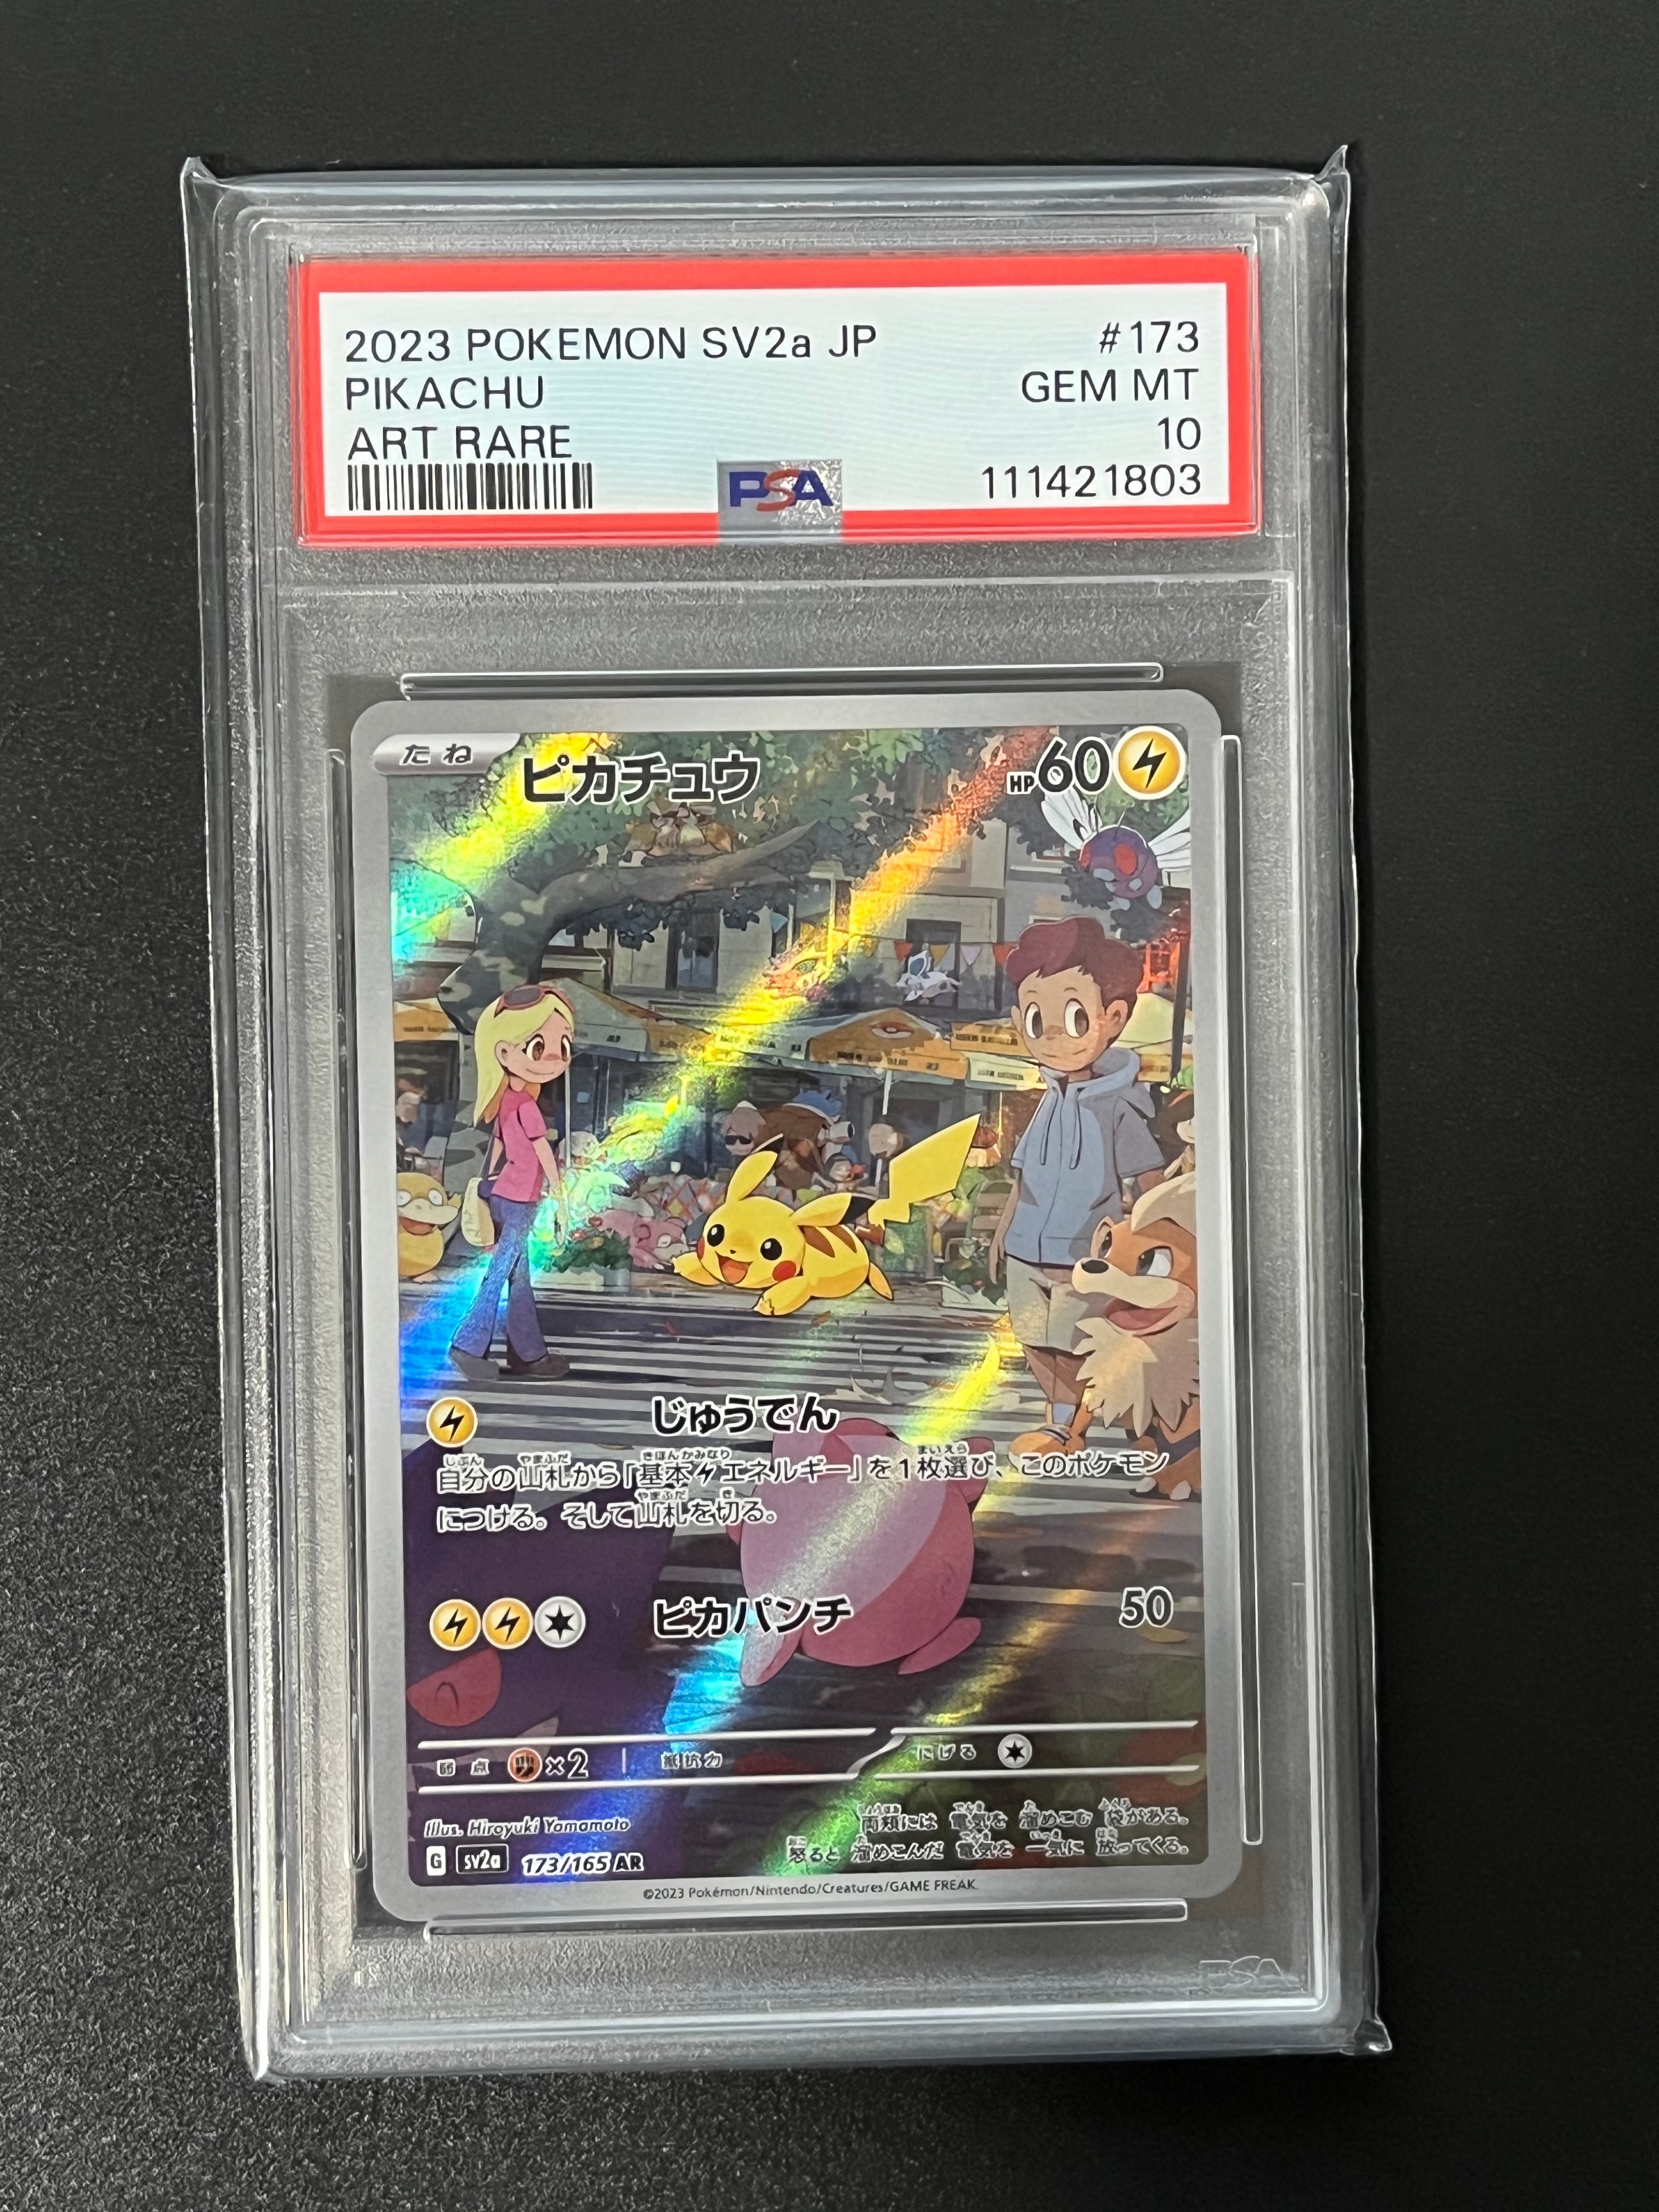 2023 POKEMON SV2a JP #173
PIKACHU GEM MT
ART RARE 10
PSA 111421803
たね ピカチュウ HP60
じゅうでん
自分の山札から「基本エネルギー」を1枚選び、このポケモン
につける。そして山札を切る。
ピカパンチ 50
弱点 ×2 抵抗力 にげる
Illus. Hiroyuki Yamamoto
両頬には 電気を 溜めこむ 袋がある。
怒ると 溜めこんだ 電気を 一気に 放ってくる。
G sv2a 173/165 AR
©2023 Pokémon/Nintendo/Creatures/GAME FREAK.
PSA